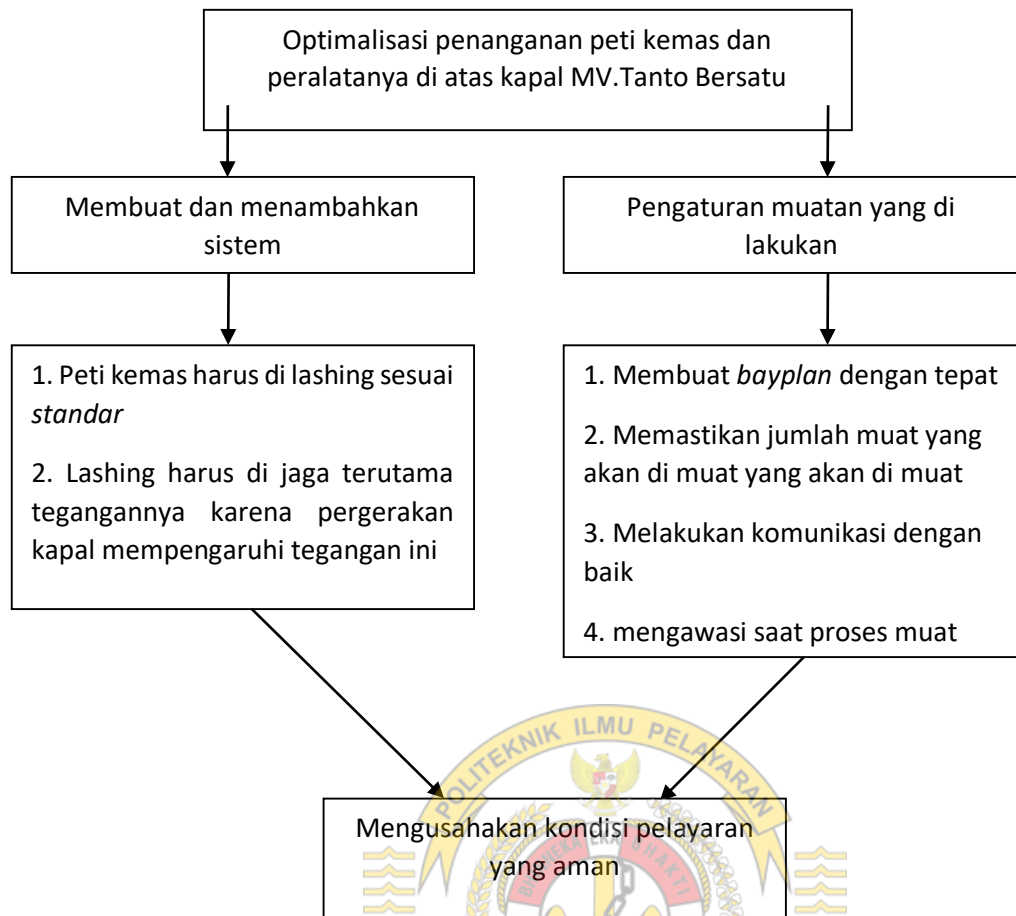 Optimalisasi penanganan peti kemas dan
peralatanya di atas kapal MV.Tanto Bersatu
Membuat dan menambahkan
sistem
Pengaturan muatan yang di
lakukan
1. Peti kemas harus di lashing sesuai
standar
2. Lashing harus di jaga terutama
tegangannya karena pergerakan
kapal mempengaruhi tegangan ini
1. Membuat bayplan dengan tepat
2. Memastikan jumlah muat yang
akan di muat yang akan di muat
3. Melakukan komunikasi dengan
baik
4. mengawasi saat proses muat
POLITEKNIK ILMU PELAYARAN
Mengusahakan kondisi pelayaran
yang aman